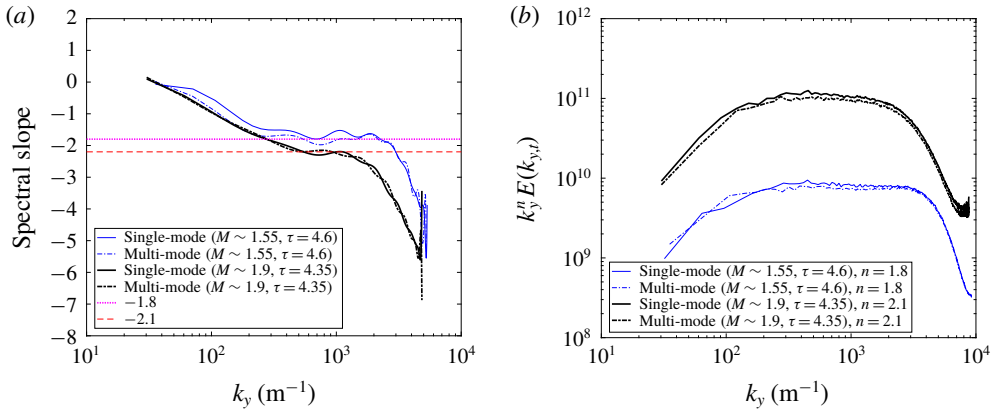 (a)
2
1
0
−1
−2
−3
−4
−5
−6
−7
−8
Spectral slope
Single-mode (M ∼ 1.55, τ = 4.6)
Multi-mode (M ∼ 1.55, τ = 4.6)
Single-mode (M ∼ 1.9, τ = 4.35)
Multi-mode (M ∼ 1.9, τ = 4.35)
−1.8
−2.1
10¹ 10² 10³ 10⁴
k_y (m⁻¹)
(b)
10¹²
10¹¹
10¹⁰
10⁹
10⁸
k_y^n E(k_{y,t})
Single-mode (M ∼ 1.55, τ = 4.6), n = 1.8
Multi-mode (M ∼ 1.55, τ = 4.6), n = 1.8
Single-mode (M ∼ 1.9, τ = 4.35), n = 2.1
Multi-mode (M ∼ 1.9, τ = 4.35), n = 2.1
10¹ 10² 10³ 10⁴
k_y (m⁻¹)